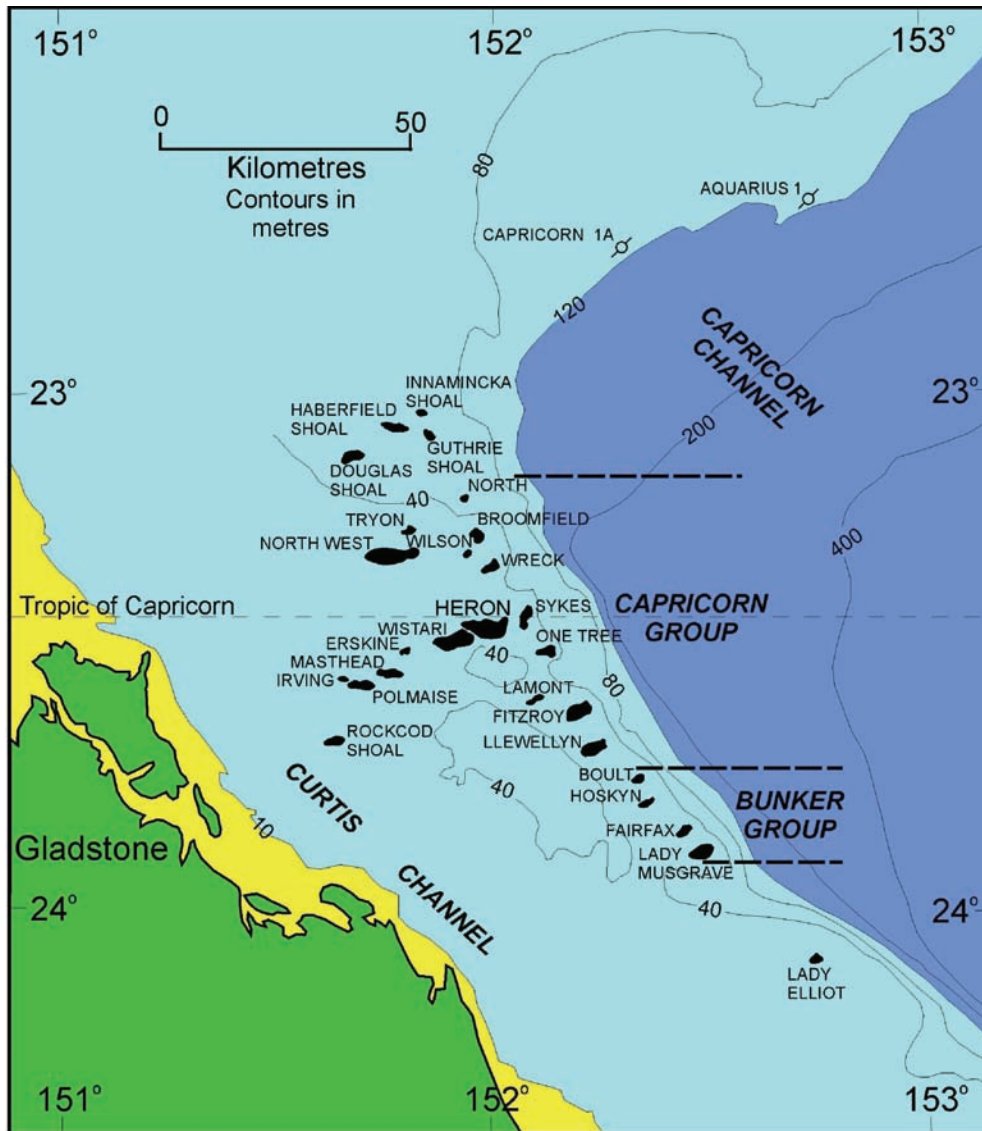 151°
152°
153°
0
50
Kilometres
Contours in
metres
80
AQUARIUS 1
CAPRICORN 1A
120
CAPRICORN
CHANNEL
INNAMINCKA
SHOAL
23°
23°
HABERFIELD
SHOAL
GUTHRIE
SHOAL
200
DOUGLAS
SHOAL
40
NORTH
TRYON
BROOMFIELD
400
NORTH WEST
WILSON
WRECK
Tropic of Capricorn
HERON
SYKES
CAPRICORN
GROUP
WISTARI
ONE TREE
ERSKINE
40
MASTHEAD
IRVING
POLMAISE
LAMONT
80
FITZROY
ROCKCOD
SHOAL
LLEWELLYN
CURTIS
CHANNEL
40
BOULT
HOSKYN
BUNKER
GROUP
10
Gladstone
FAIRFAX
LADY
MUSGRAVE
40
24°
24°
LADY
ELLIOT
151°
152°
153°